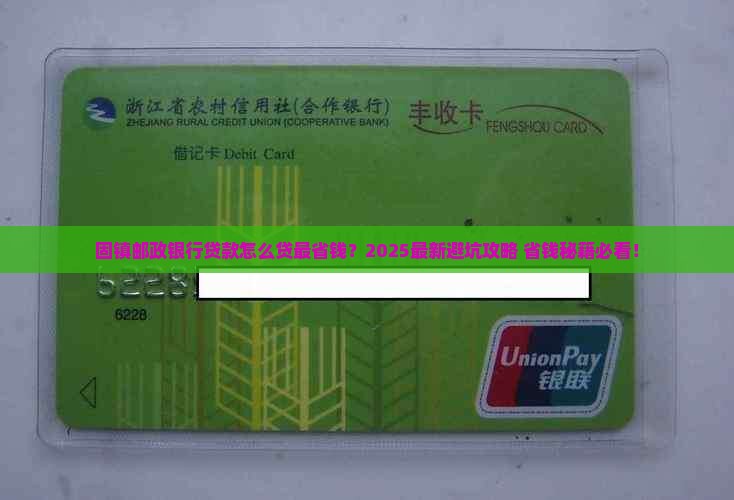 浙江省农村信用社(合作银行)
ZHEJIANG RURAL CREDIT UNION (COOPERATIVE BANK)
丰收卡
FENGSHOU CARD
借记卡 Debit Card
固镇邮政银行贷款怎么贷最省钱？2025最新避坑攻略 省钱秘籍必看！
6228
6228
UnionPay
银联